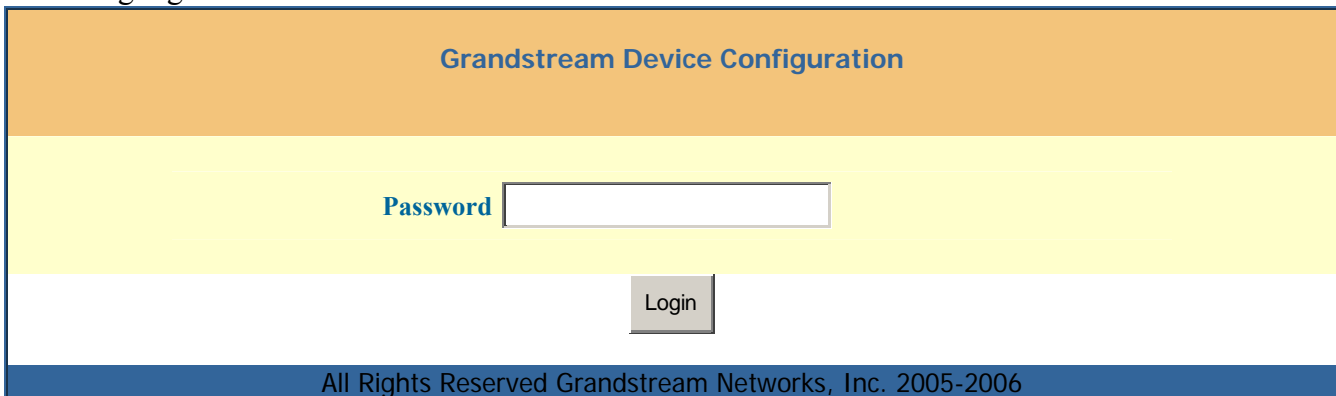 Grandstream Device Configuration
Password
Login
All Rights Reserved Grandstream Networks, Inc. 2005-2006